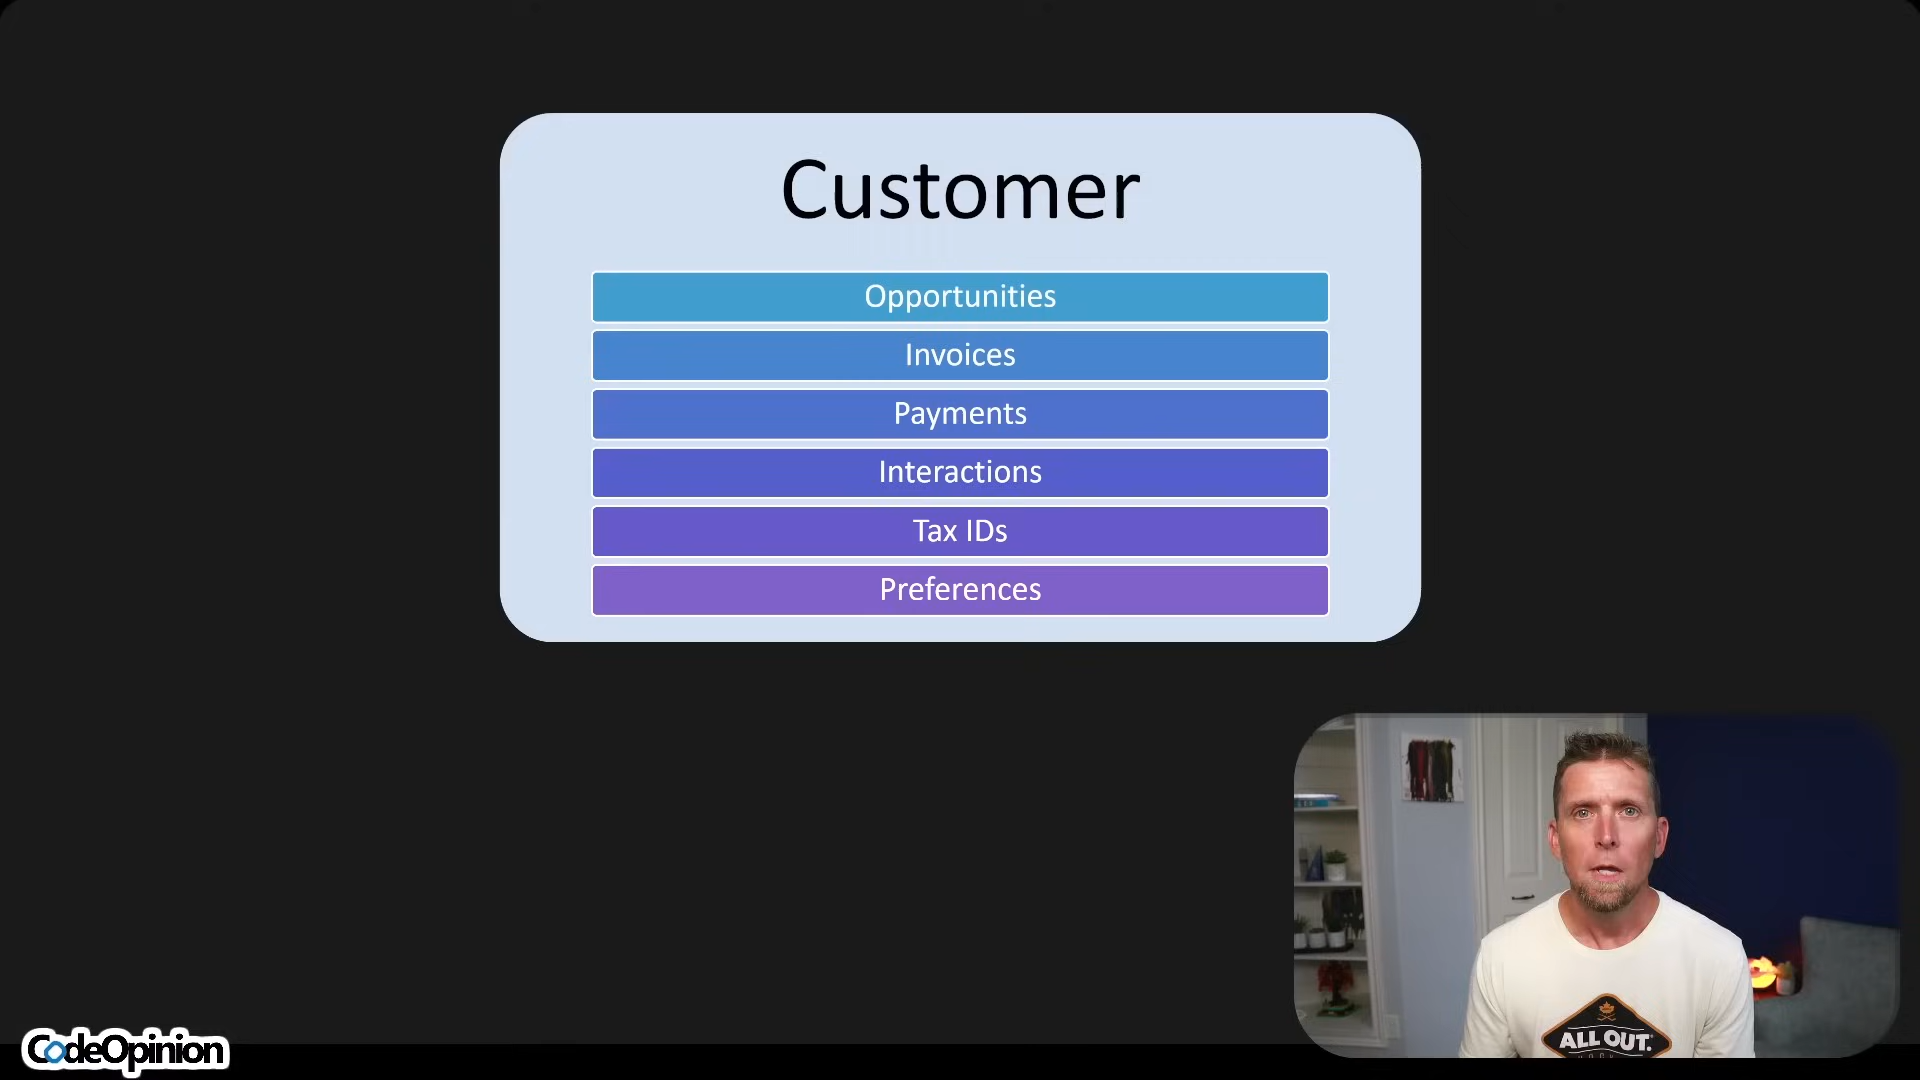 Customer
Opportunities
Invoices
Payments
Interactions
Tax IDs
Preferences
ALL OUT.
CodeOpinion